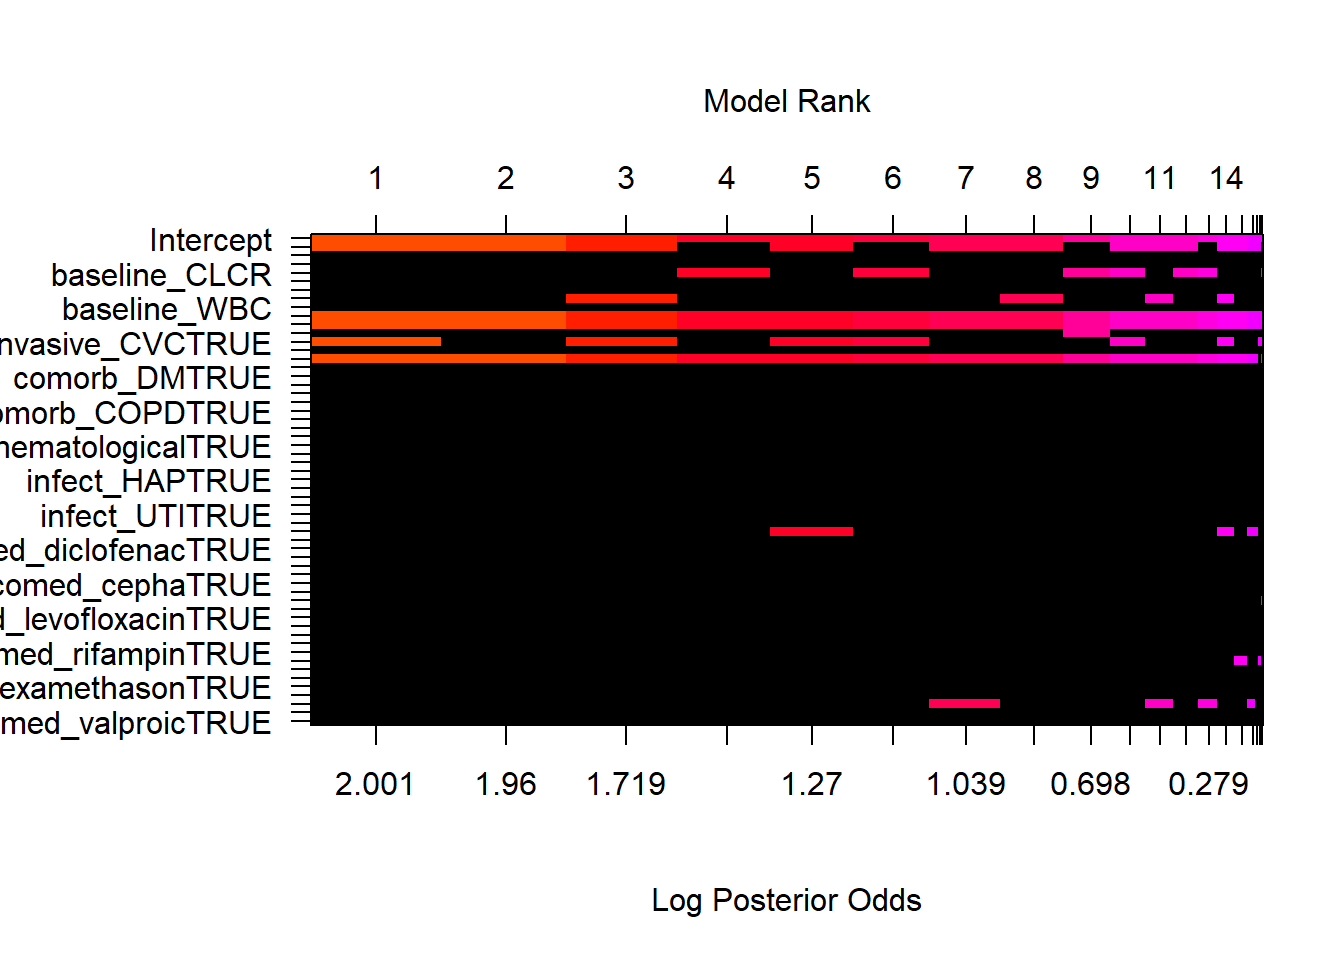 Model Rank
1 2 3 4 5 6 7 8 9 11 14
Intercept
baseline_CLCR
baseline_WBC
nvasive_CVCTRUE
comorb_DMTRUE
omorb_COPDTRUE
hematologicalTRUE
infect_HAPTRUE
infect_UTITRUE
ed_diclofenacTRUE
comed_cephaTRUE
d_levofloxacinTRUE
med_rifampinTRUE
examethasonTRUE
med_valproicTRUE
2.001 1.96 1.719 1.27 1.039 0.698 0.279
Log Posterior Odds